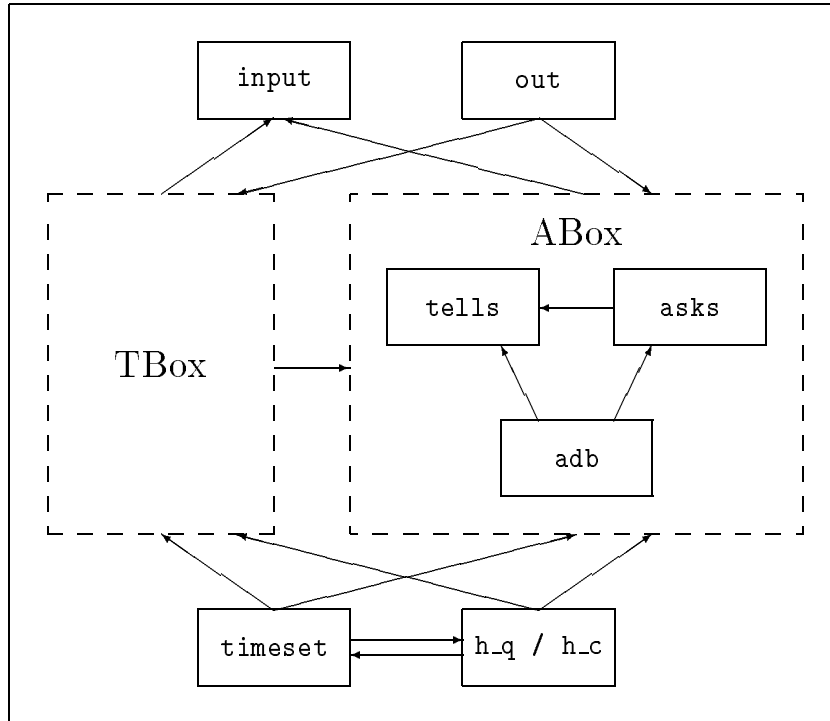 input
out
ABox
tells
asks
TBox
adb
timeset
h_q / h_c